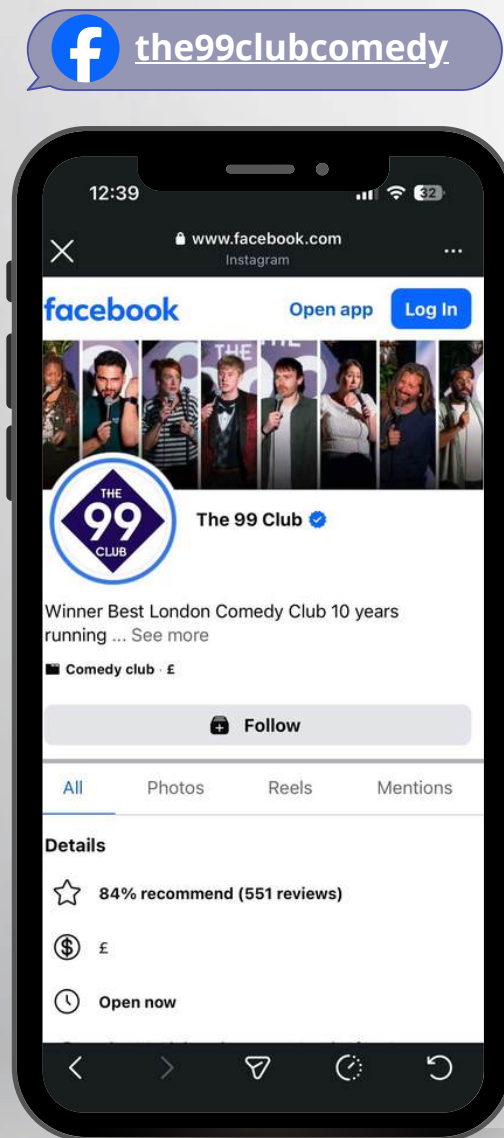 the99clubcomedy
12:39
32
www.facebook.com
Instagram
facebook
Open app
Log In
THE
THE
99
CLUB
The 99 Club
Winner Best London Comedy Club 10 years
running ... See more
Comedy club · £
Follow
All
Photos
Reels
Mentions
Details
84% recommend (551 reviews)
£
Open now